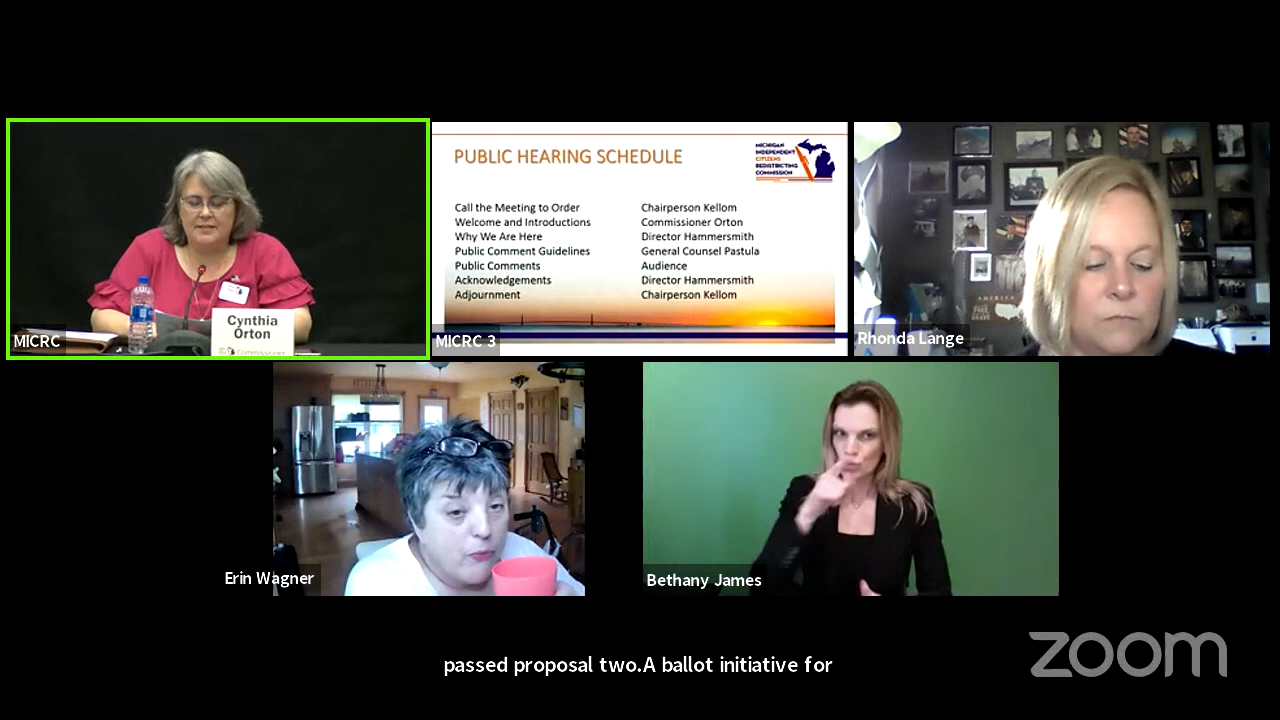 PUBLIC HEARING SCHEDULE
MICHIGAN
INDEPENDENT
CITIZENS
REDISTRICTING
COMMISSION
Call the Meeting to Order Chairperson Kellom
Welcome and Introductions Commissioner Orton
Why We Are Here Director Hammersmith
Public Comment Guidelines General Counsel Pastula
Public Comments Audience
Acknowledgements Director Hammersmith
Adjournment Chairperson Kellom
Cynthia
Orton
MICRC
MICRC 3
AMERICA
Rhonda Lange
Erin Wagner
Bethany James
passed proposal two.A ballot initiative for
zoom